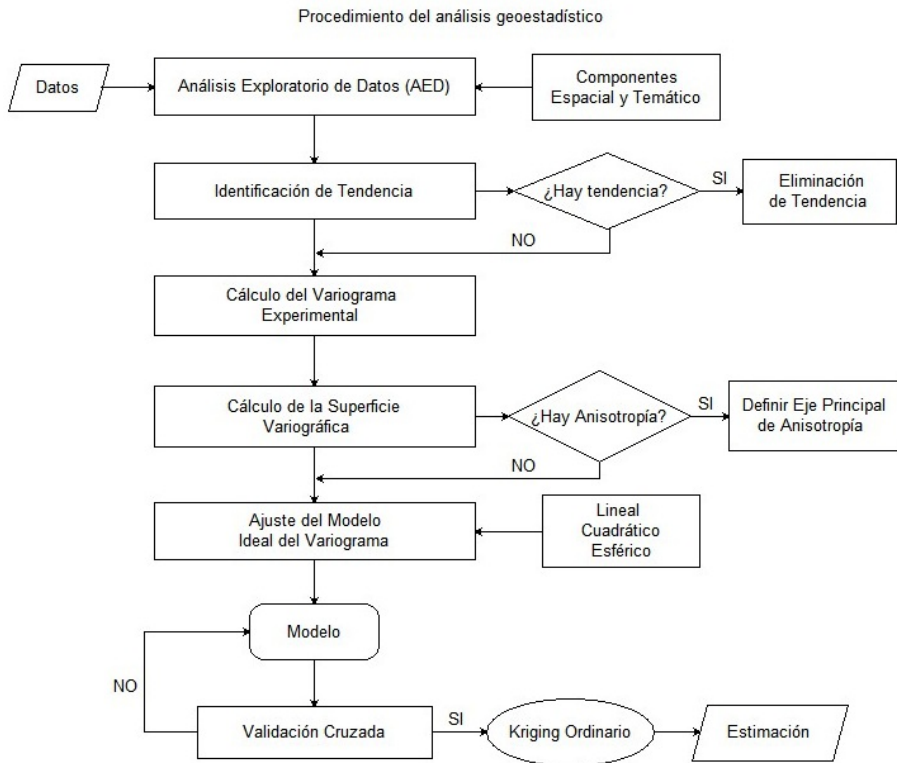 Procedimiento del análisis geoestadístico
Datos
Análisis Exploratorio de Datos (AED)
Componentes
Espacial y Temático
Identificación de Tendencia
¿Hay tendencia?
SI
Eliminación
de Tendencia
NO
Cálculo del Variograma
Experimental
Cálculo de la Superficie
Variográfica
¿Hay Anisotropía?
SI
Definir Eje Principal
de Anisotropía
NO
Ajuste del Modelo
Ideal del Variograma
Lineal
Cuadrático
Esférico
Modelo
NO
Validación Cruzada
SI
Kriging Ordinario
Estimación